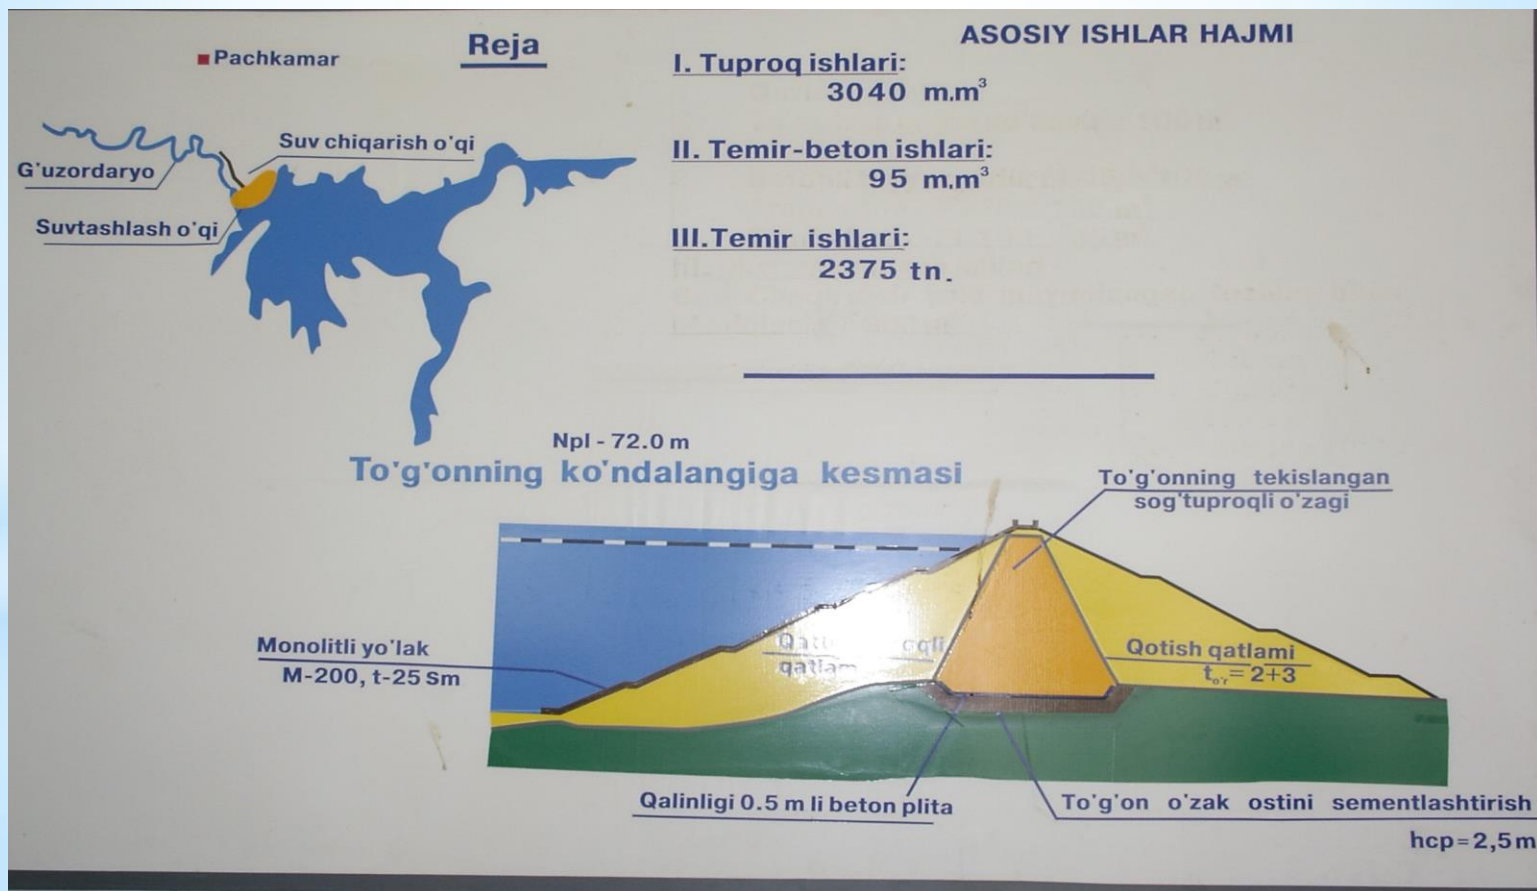 Reja
Pachkamar
Suv chiqarish o'qi
G'uzordaryo
Suvtashlash o'qi
ASOSIY ISHLAR HAJMI
I. Tuproq ishlari:
3040 m.m³
II. Temir-beton ishlari:
95 m.m³
III. Temir ishlari:
2375 tn.
Npl - 72.0 m
To'g'onning ko'ndalangiga kesmasi
To'g'onning tekislangan
sog'tuproqli o'zagi
Monolitli yo'lak
M-200, t-25 Sm
qatlam
Qotish qatlami
to'r = 2+3
Qalinligi 0.5 m li beton plita
To'g'on o'zak ostini sementlashtirish
hcp = 2,5 m